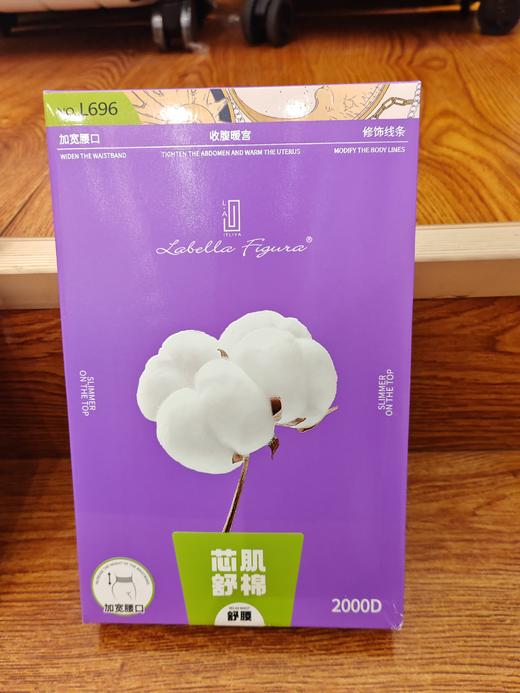 NO. L696
加宽腰口 收腹暖宫 修饰线条
WIDEN THE WAISTBAND TIGHTEN THE ABDOMEN AND WARM THE UTERUS MODIFY THE BODY LINES
Labella Figura®
SLIMMER
ON THE TOP
SLIMMER
ON THE TOP
芯肌
舒棉
舒腰
加宽腰口
2000D